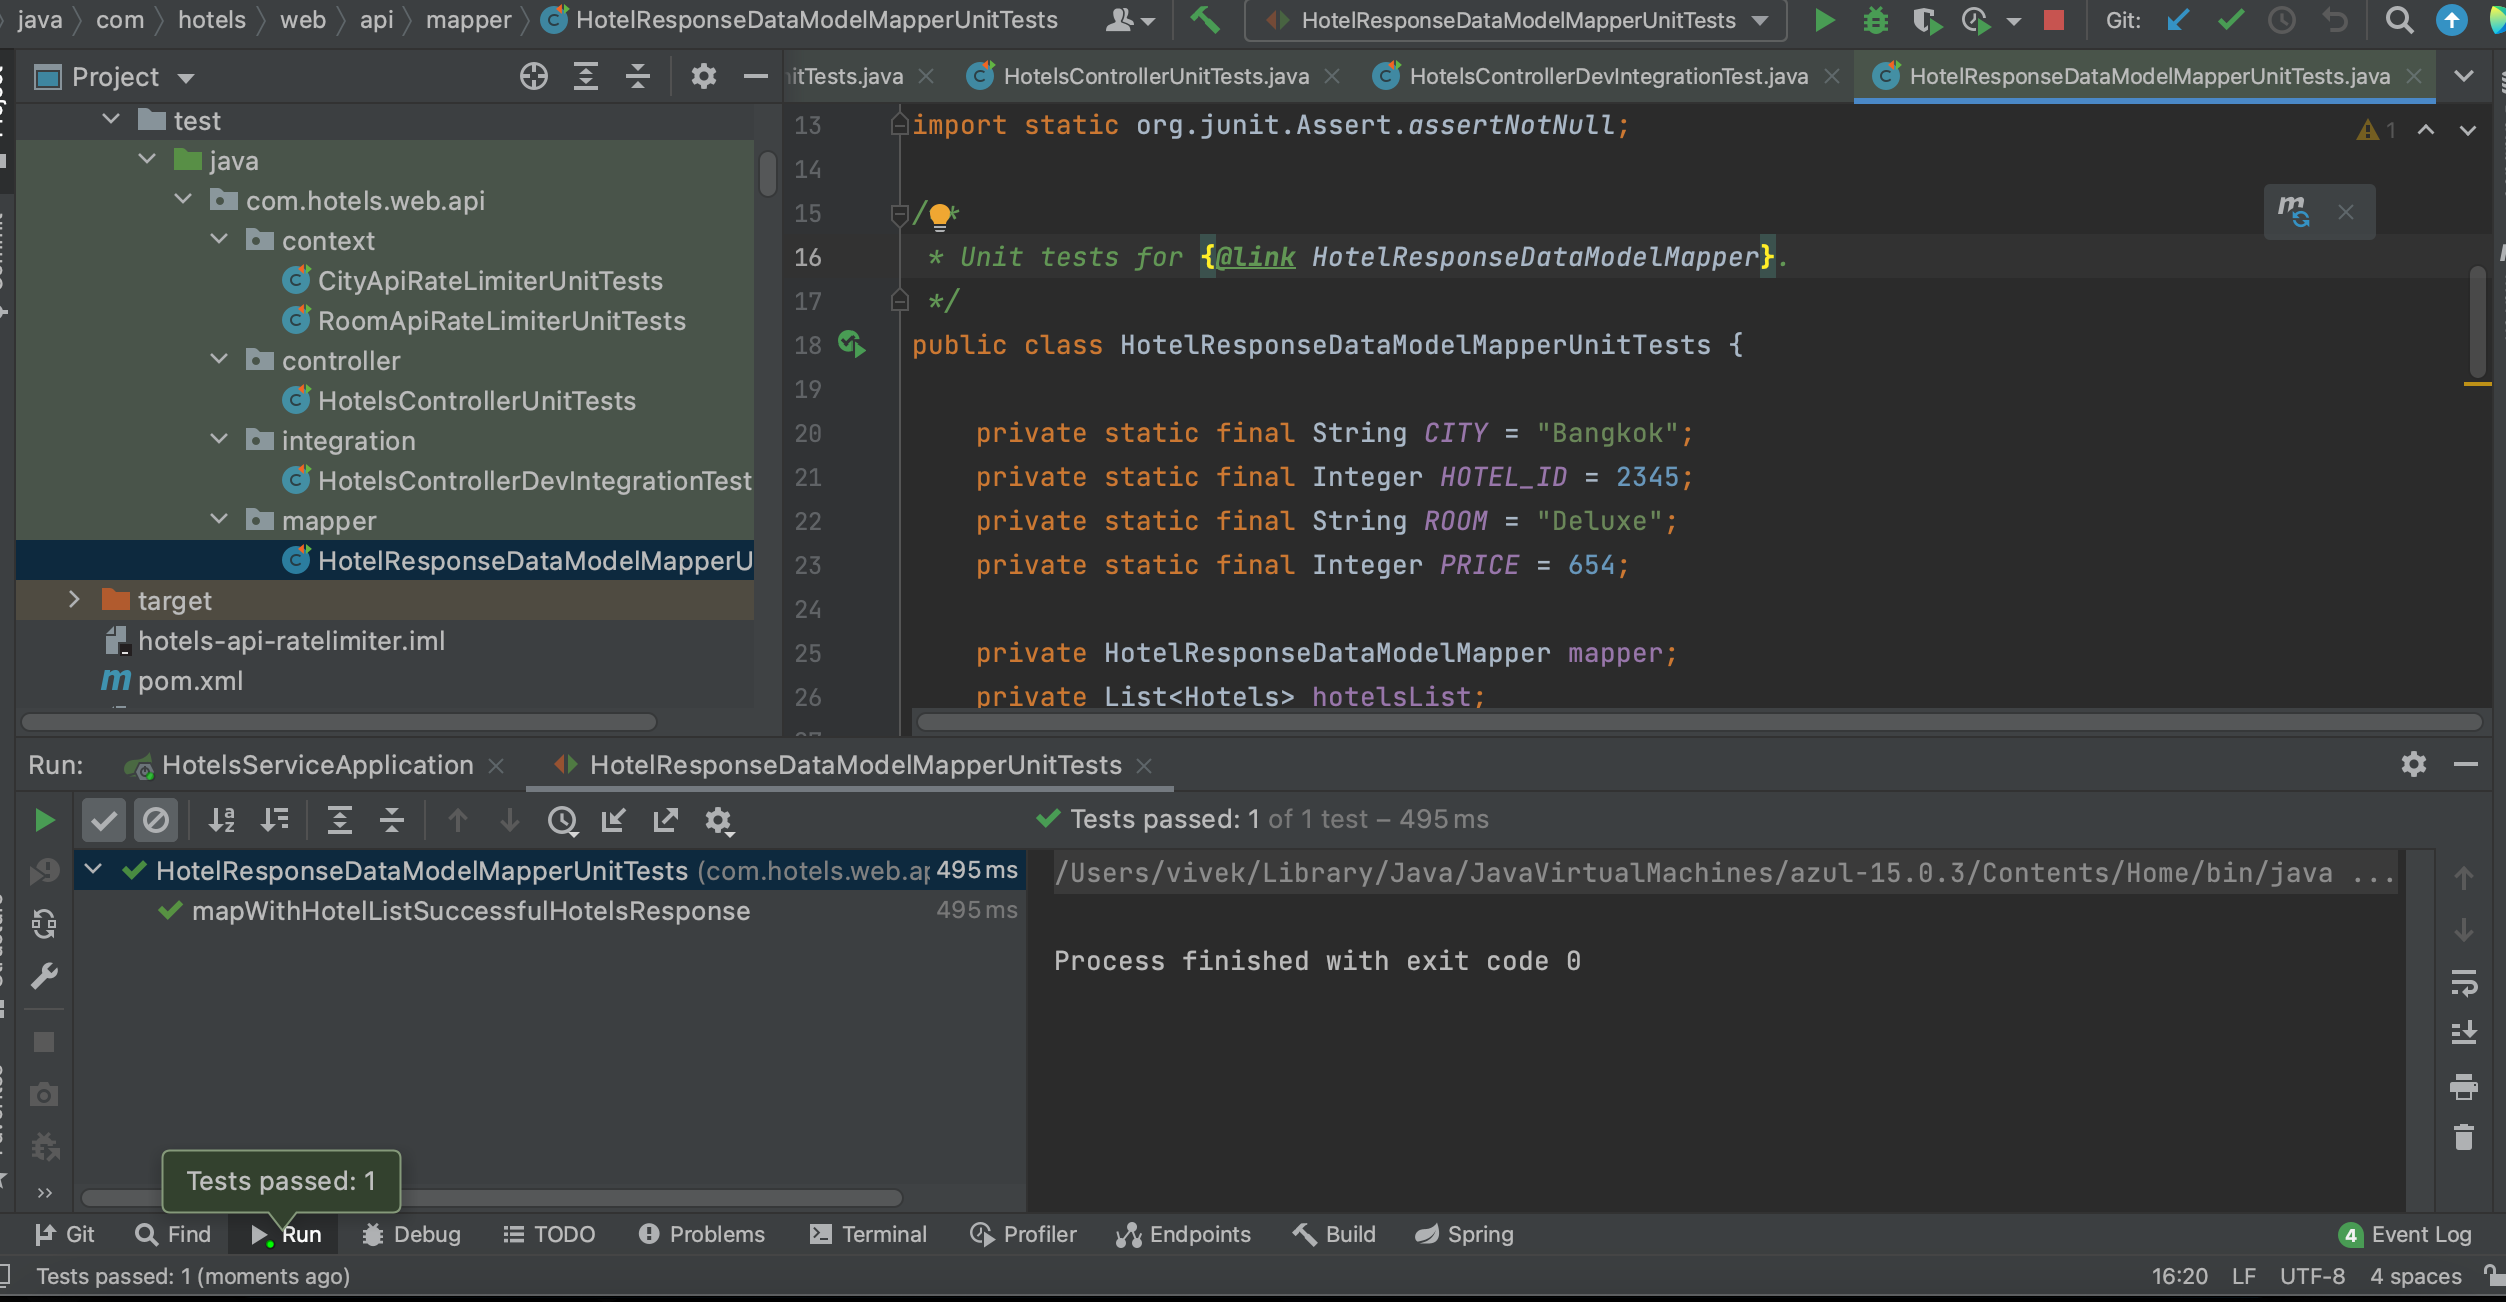 java com hotels web api mapper HotelResponseDataModelMapperUnitTests HotelResponseDataModelMapperUnitTests Git:
Project
itTests.java HotelsControllerUnitTests.java HotelsControllerDevIntegrationTest.java HotelResponseDataModelMapperUnitTests.java
test
java
com.hotels.web.api
context
CityApiRateLimiterUnitTests
RoomApiRateLimiterUnitTests
controller
HotelsControllerUnitTests
integration
HotelsControllerDevIntegrationTest
mapper
HotelResponseDataModelMapperU
target
hotels-api-ratelimiter.iml
pom.xml
13 import static org.junit.Assert.assertNotNull;
1
14
15 /*
16 * Unit tests for {@link HotelResponseDataModelMapper}.
17 */
18 public class HotelResponseDataModelMapperUnitTests {
19
20 private static final String CITY = "Bangkok";
21 private static final Integer HOTEL_ID = 2345;
22 private static final String ROOM = "Deluxe";
23 private static final Integer PRICE = 654;
24
25 private HotelResponseDataModelMapper mapper;
26 private List<Hotels> hotelsList;
Run: HotelsServiceApplication HotelResponseDataModelMapperUnitTests
Tests passed: 1 of 1 test – 495 ms
HotelResponseDataModelMapperUnitTests (com.hotels.web.ap 495 ms
mapWithHotelListSuccessfulHotelsResponse 495 ms
/Users/vivek/Library/Java/JavaVirtualMachines/azul-15.0.3/Contents/Home/bin/java ...
Process finished with exit code 0
Tests passed: 1
Git Find Run Debug TODO Problems Terminal Profiler Endpoints Build Spring 4 Event Log
Tests passed: 1 (moments ago) 16:20 LF UTF-8 4 spaces